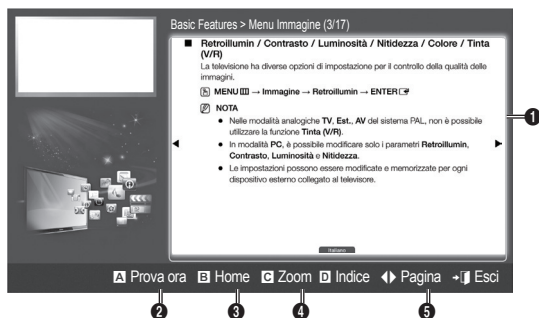 Basic Features > Menu Immagine (3/17)
■ Retroillumin / Contrasto / Luminosità / Nitidezza / Colore / Tinta
(V/R)
La televisione ha diverse opzioni di impostazione per il controllo della qualità delle
immagini.
MENU → Immagine → Retroillumin → ENTER
NOTA
● Nelle modalità analogiche TV, Est., AV del sistema PAL, non è possibile
utilizzare la funzione Tinta (V/R).
● In modalità PC, è possibile modificare solo i parametri Retroillumin,
Contrasto, Luminosità e Nitidezza.
● Le impostazioni possono essere modificate e memorizzate per ogni
dispositivo esterno collegato al televisore.
1
Italiano
A Prova ora B Home C Zoom D Indice ◀▶ Pagina Esci
2 3 4 5